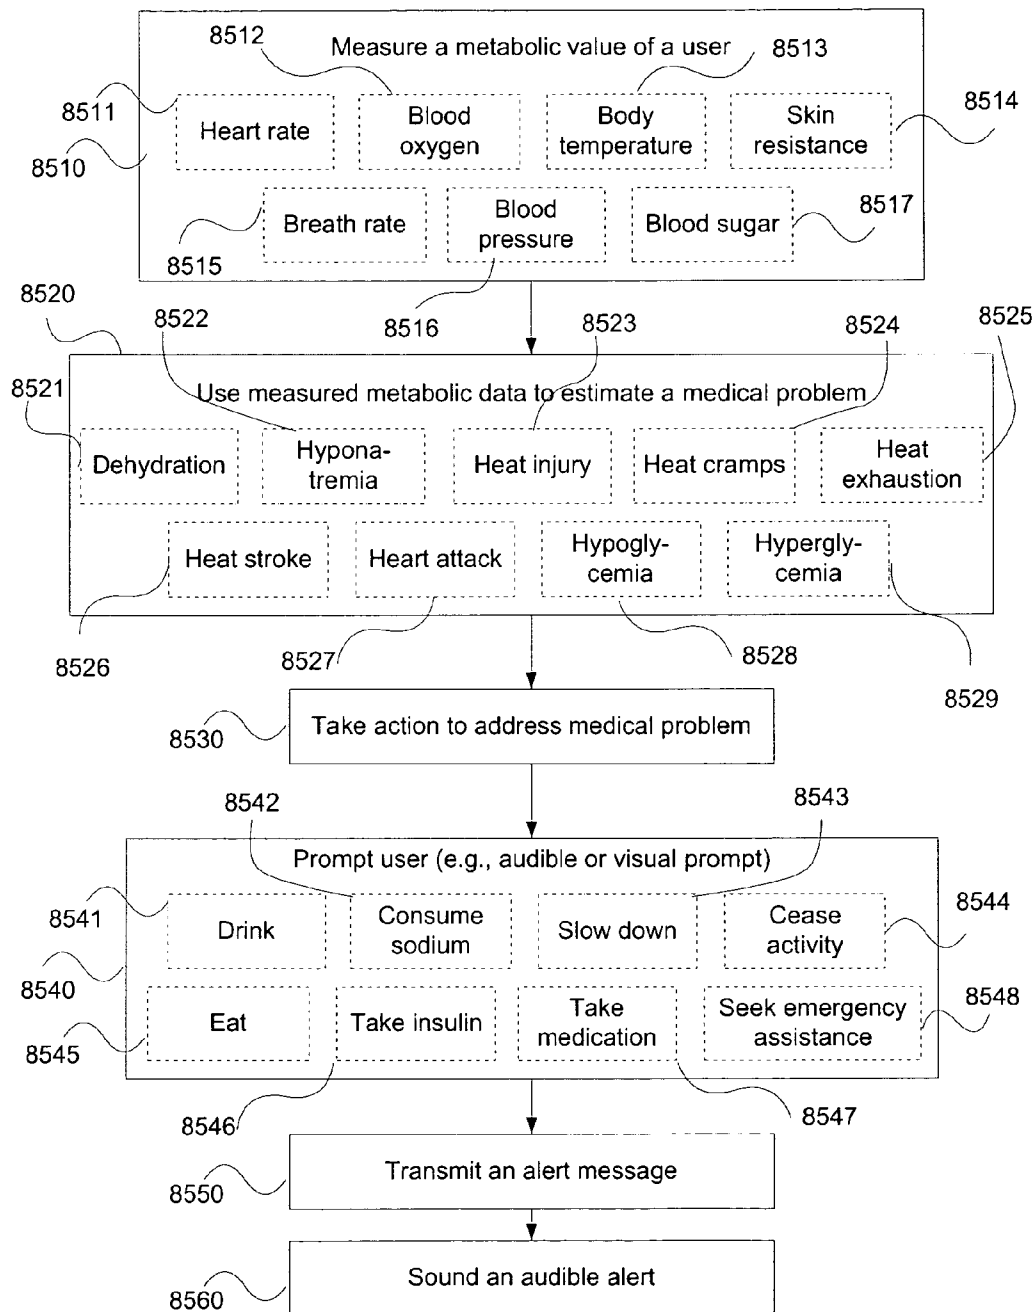 8512
Measure a metabolic value of a user
8513
8511
Heart rate
Blood
oxygen
Body
temperature
Skin
resistance
8514
8510
8515
Breath rate
Blood
pressure
Blood sugar
8517
8520
8522
8516
8523
8524
8525
8521
Use measured metabolic data to estimate a medical problem
Dehydration
Hypona-
tremia
Heat injury
Heat cramps
Heat
exhaustion
Heat stroke
Heart attack
Hypogly-
cemia
Hypergly-
cemia
8526
8527
8528
8529
8530
Take action to address medical problem
8542
8543
Prompt user (e.g., audible or visual prompt)
8541
Drink
Consume
sodium
Slow down
Cease
activity
8544
8540
8545
Eat
Take insulin
Take
medication
Seek emergency
assistance
8548
8546
8547
8550
Transmit an alert message
8560
Sound an audible alert